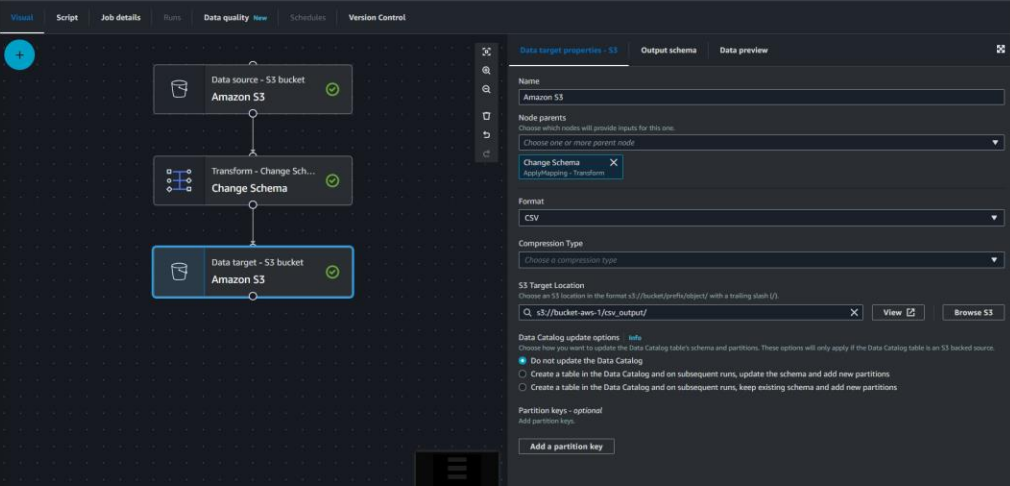 Visual Script Job details Runs Data quality New Schedules Version Control
Data source - S3 bucket
Amazon S3
Transform - Change Sch...
Change Schema
Data target - S3 bucket
Amazon S3
Data target properties - S3 Output schema Data preview
Name
Amazon S3
Node parents
Choose which nodes will provide inputs for this one.
Choose one or more parent node
Change Schema
ApplyMapping - Transform
Format
CSV
Compression Type
Choose a compression type
S3 Target Location
Choose an S3 location in the format s3://bucket/prefix/object/ with a trailing slash (/).
s3://bucket-aws-1/csv_output/ View Browse S3
Data Catalog update options Info
Choose how you want to update the Data Catalog table's schema and partitions. These options will only apply if the Data Catalog table is an S3 backed source.
Do not update the Data Catalog
Create a table in the Data Catalog and on subsequent runs, update the schema and add new partitions
Create a table in the Data Catalog and on subsequent runs, keep existing schema and add new partitions
Partition keys - optional
Add partition keys.
Add a partition key